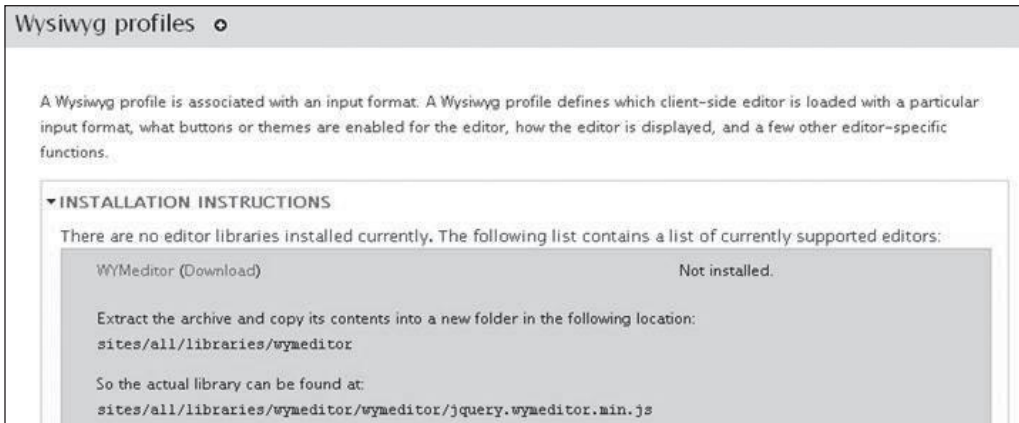 Wysiwyg profiles
A Wysiwyg profile is associated with an input format. A Wysiwyg profile defines which client-side editor is loaded with a particular
input format, what buttons or themes are enabled for the editor, how the editor is displayed, and a few other editor-specific
functions.
INSTALLATION INSTRUCTIONS
There are no editor libraries installed currently. The following list contains a list of currently supported editors:
WYMeditor (Download) Not installed.
Extract the archive and copy its contents into a new folder in the following location:
sites/all/libraries/wymeditor
So the actual library can be found at:
sites/all/libraries/wymeditor/wymeditor/jquery.wymeditor.min.js